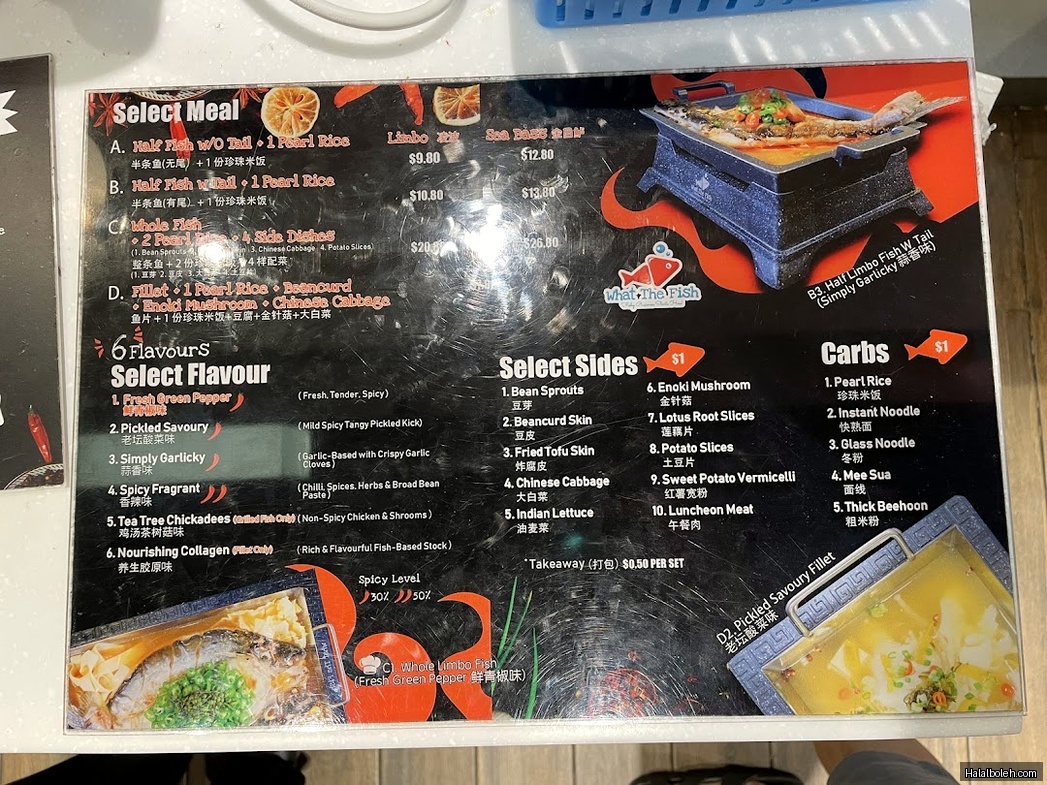 Select Meal
Limbo 凌波 Sea Bass 金目鲈
A. Half Fish W/O Tail + 1 Pearl Rice $9.80 $12.80
半条鱼(无尾) + 1 份珍珠米饭
B. Half Fish W Tail + 1 Pearl Rice $10.80 $13.80
半条鱼(有尾) + 1 份珍珠米饭
C. Whole Fish
+ 2 Pearl Rice + 4 Side Dishes
(1. Bean Sprouts 3. Chinese Cabbage 4. Potato Slices)
整条鱼 + 2 份 4 样配菜
(1. 豆芽 2. 豆皮 3.
D. Fillet + 1 Pearl Rice + Beancurd
+ Enoki Mushroom + Chinese Cabbage
鱼片 + 1 份珍珠米饭+豆腐+金针菇+大白菜
What The Fish
B3. Half Limbo Fish W Tail
(Simply Garlicky 蒜香味)
6 Flavours
Select Flavour
1. Fresh Green Pepper (Fresh, Tender, Spicy)
鲜青椒味
2. Pickled Savoury (Mild Spicy Tangy Pickled Kick)
老坛酸菜味
3. Simply Garlicky (Garlic-Based with Crispy Garlic
Cloves)
蒜香味
4. Spicy Fragrant (Chilli, Spices, Herbs & Broad Bean
Paste)
香辣味
5. Tea Tree Chickadees (Grilled Fish Only) (Non-Spicy Chicken & Shrooms)
鸡汤茶树菇味
6. Nourishing Collagen (Fillet Only) (Rich & Flavourful Fish-Based Stock)
养生胶原味
Spicy Level
30% 50%
C1. Whole Limbo Fish
(Fresh Green Pepper 鲜青椒味)
Select Sides $1
1. Bean Sprouts
豆芽
2. Beancurd Skin
豆皮
3. Fried Tofu Skin
炸腐皮
4. Chinese Cabbage
大白菜
5. Indian Lettuce
油麦菜
6. Enoki Mushroom
金针菇
7. Lotus Root Slices
莲藕片
8. Potato Slices
土豆片
9. Sweet Potato Vermicelli
红薯宽粉
10. Luncheon Meat
午餐肉
*Takeaway (打包) $0.50 PER SET
Carbs $1
1. Pearl Rice
珍珠米饭
2. Instant Noodle
快熟面
3. Glass Noodle
冬粉
4. Mee Sua
面线
5. Thick Beehoon
粗米粉
D2. Pickled Savoury Fillet
老坛酸菜味
Halalboleh.com